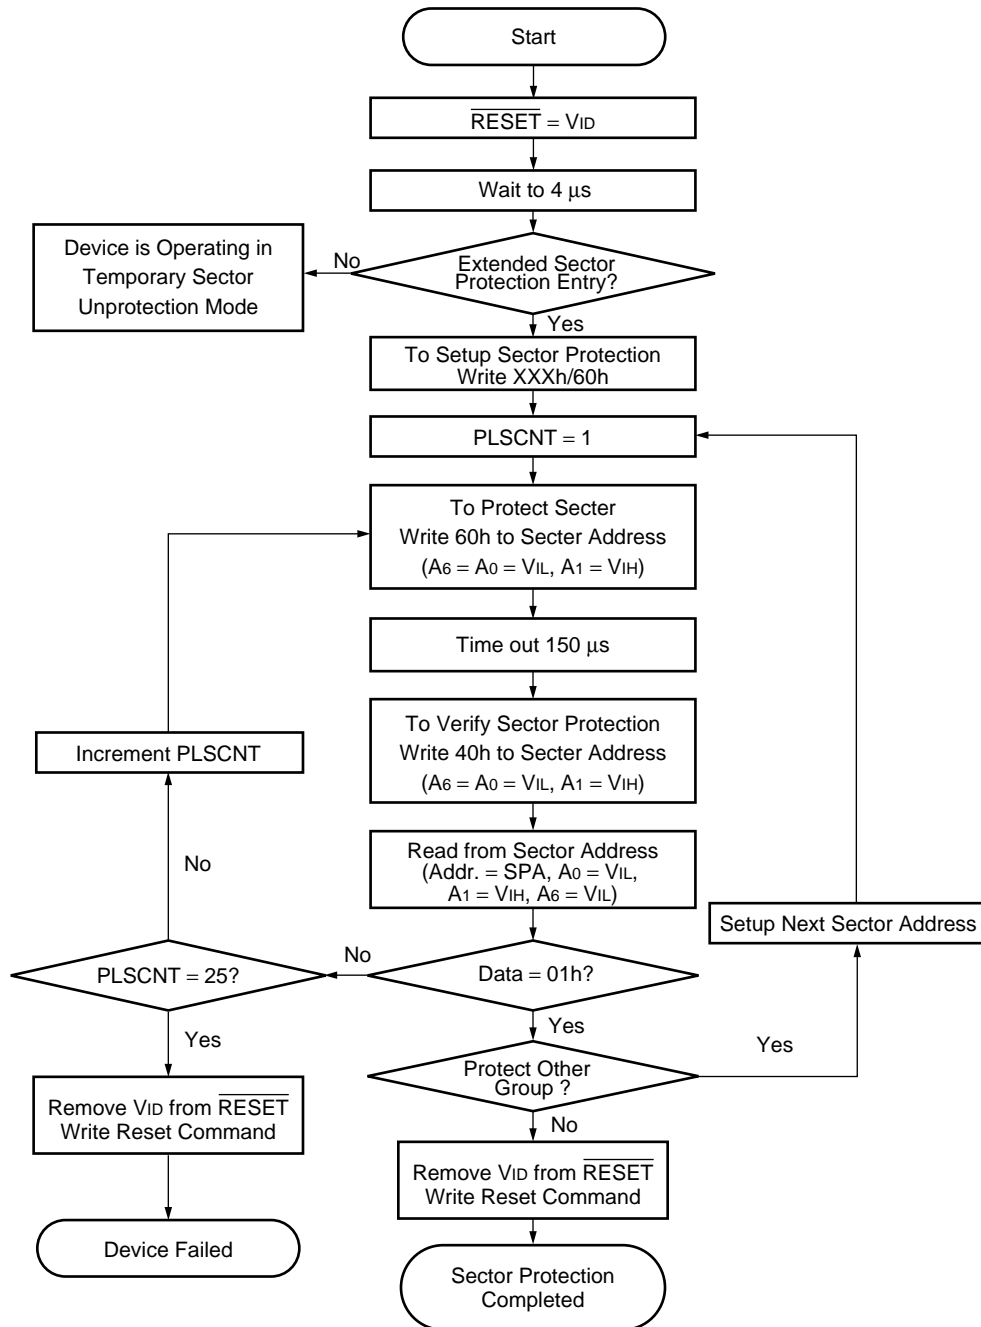 Start
RESET = VID
Wait to 4 μs
Device is Operating in
Temporary Sector
Unprotection Mode
No
Extended Sector
Protection Entry?
Yes
To Setup Sector Protection
Write XXXh/60h
PLSCNT = 1
To Protect Secter
Write 60h to Secter Address
(A6 = A0 = VIL, A1 = VIH)
Time out 150 μs
To Verify Sector Protection
Write 40h to Secter Address
(A6 = A0 = VIL, A1 = VIH)
Increment PLSCNT
Read from Sector Address
(Addr. = SPA, A0 = VIL,
A1 = VIH, A6 = VIL)
No
Setup Next Sector Address
No
PLSCNT = 25?
Data = 01h?
Yes
Yes
Yes
Protect Other
Group ?
No
Remove VID from RESET
Write Reset Command
Remove VID from RESET
Write Reset Command
Device Failed
Sector Protection
Completed